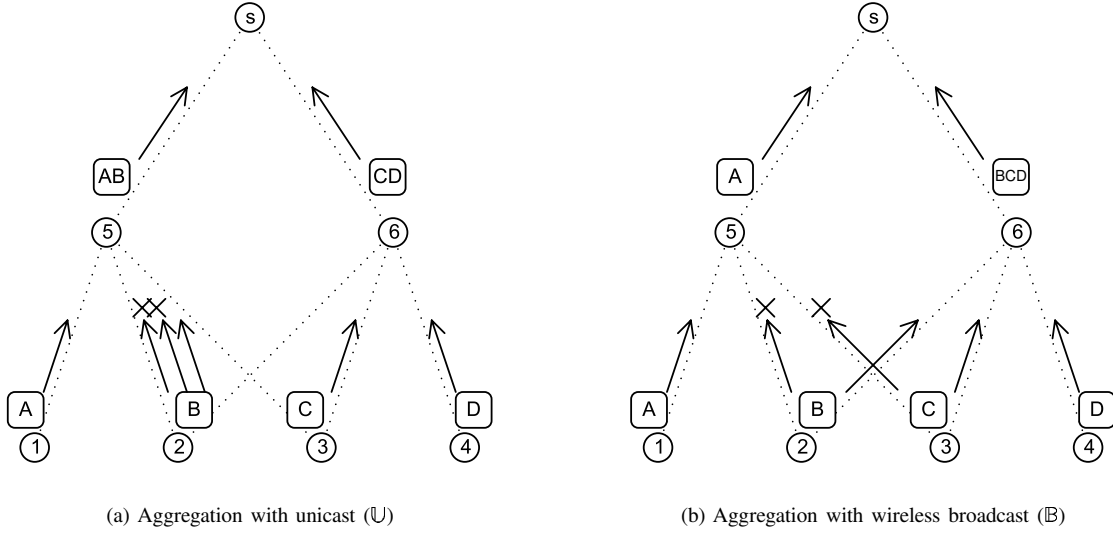 s s
AB CD A BCD
5 6 5 6
A B C D A B C D
1 2 3 4 1 2 3 4
(a) Aggregation with unicast (𝕌) (b) Aggregation with wireless broadcast (𝔹)